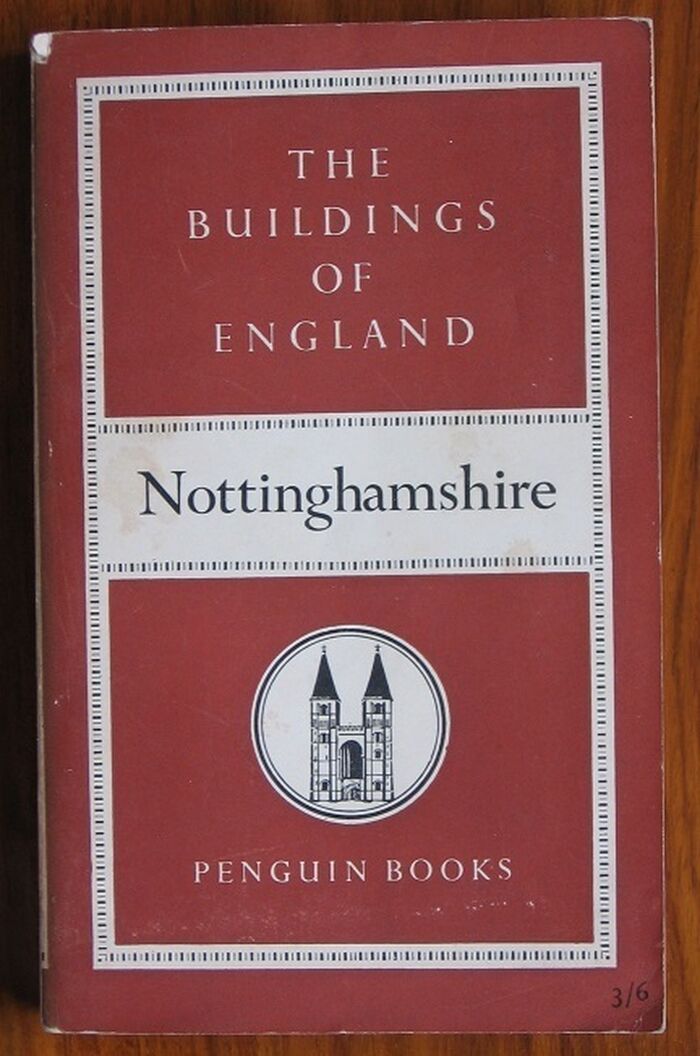 THE
BUILDINGS
OF
ENGLAND
Nottinghamshire
PENGUIN BOOKS
3/6